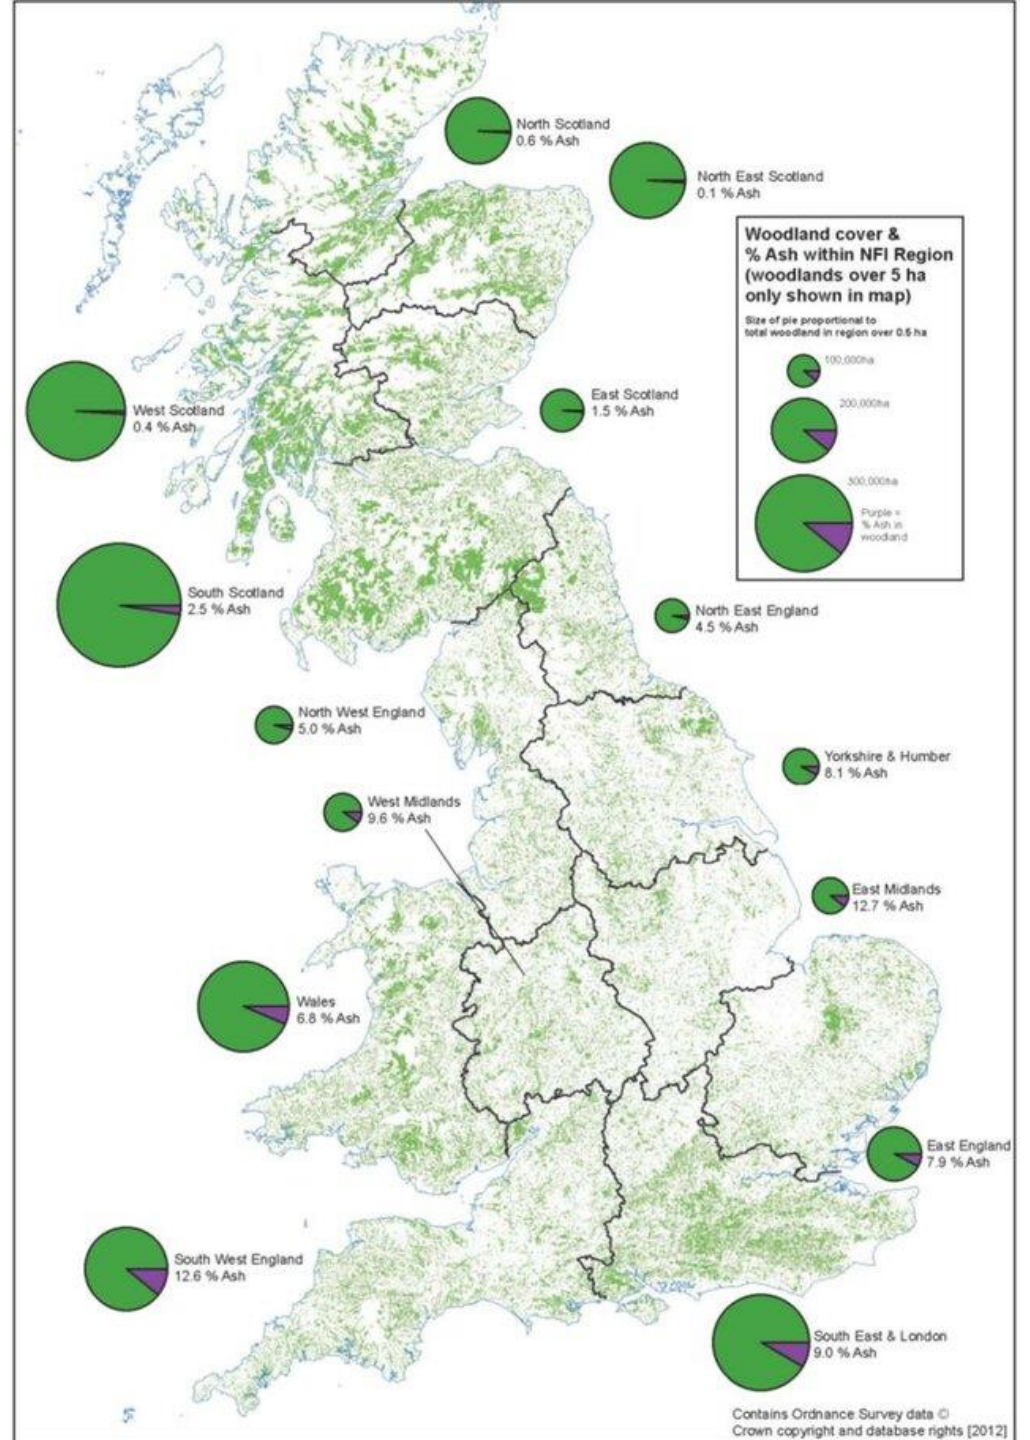 North Scotland
0.6 % Ash
North East Scotland
0.1 % Ash
Woodland cover &
% Ash within NFI Region
(woodlands over 5 ha
only shown in map)
Size of pie proportional to
total woodland in region over 0.5 ha
100,000ha
200,000ha
300,000ha
Purple =
% Ash in
woodland
East Scotland
1.5 % Ash
West Scotland
0.4 % Ash
South Scotland
2.5 % Ash
North East England
4.5 % Ash
North West England
5.0 % Ash
Yorkshire & Humber
8.1 % Ash
West Midlands
9.6 % Ash
East Midlands
12.7 % Ash
Wales
6.8 % Ash
East England
7.9 % Ash
South West England
12.6 % Ash
South East & London
9.0 % Ash
Contains Ordnance Survey data ©
Crown copyright and database rights [2012]